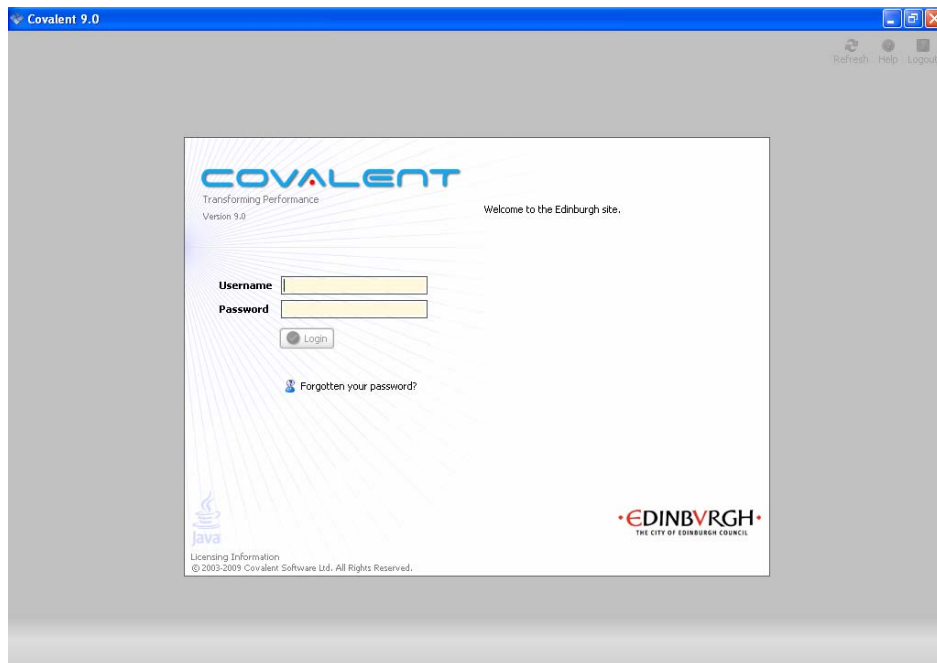 Covalent 9.0
Refresh Help Logout
COVALENT
Transforming Performance
Version 9.0
Welcome to the Edinburgh site.
Username
Password
Login
Forgotten your password?
Java
·EDINBVRGH·
THE CITY OF EDINBURGH COUNCIL
Licensing Information
© 2003-2009 Covalent Software Ltd. All Rights Reserved.